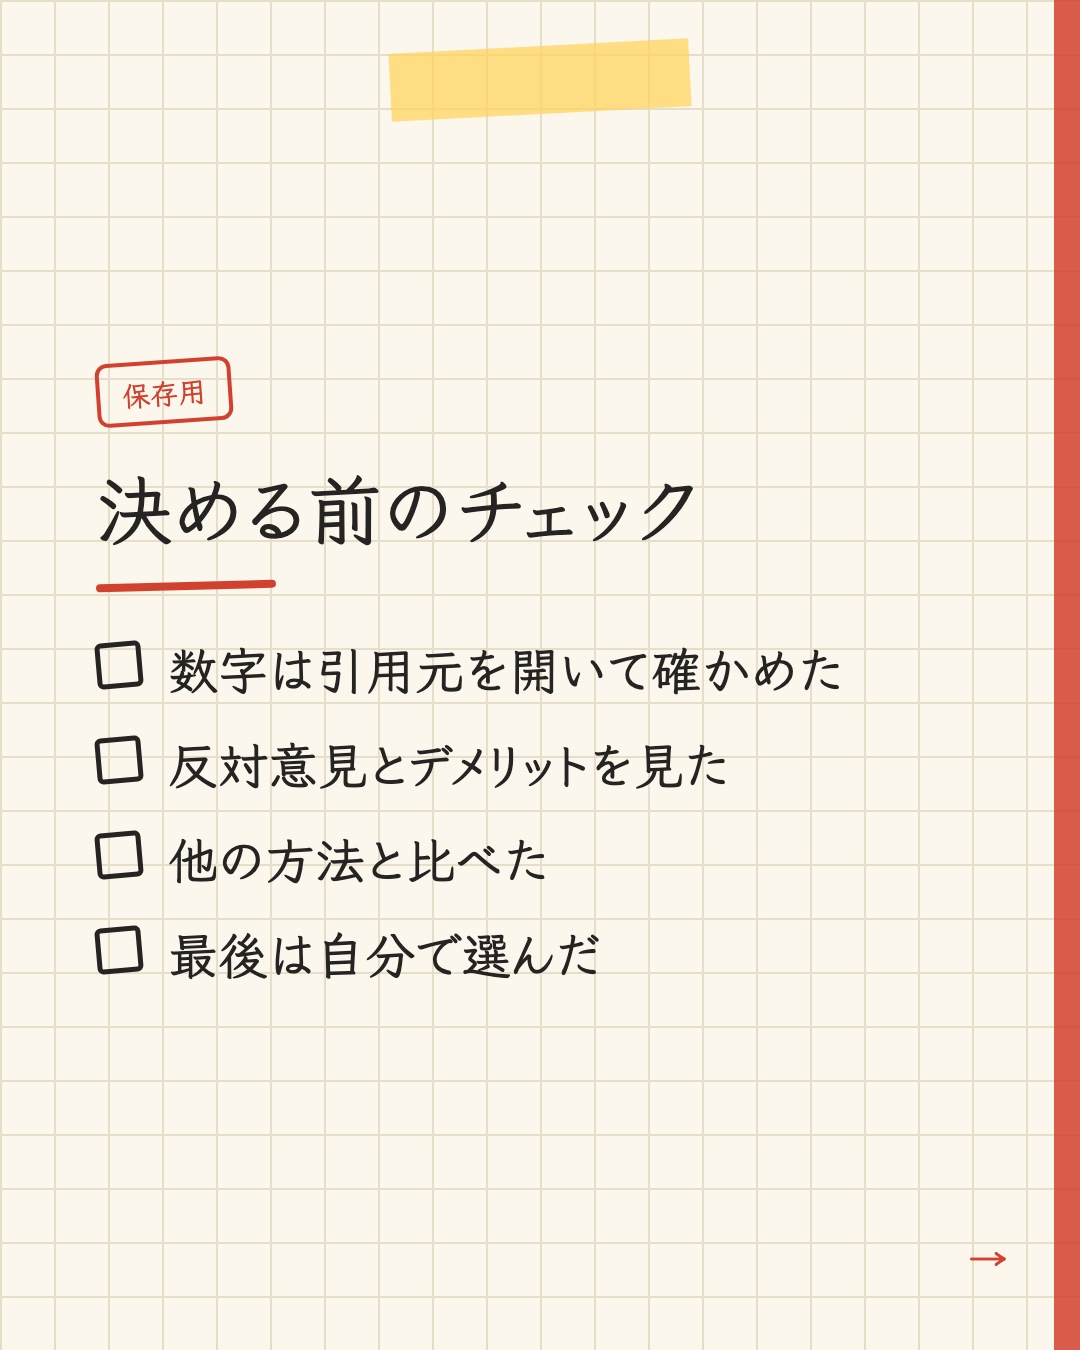 保存用
決める前のチェック
数字は引用元を開いて確かめた
反対意見とデメリットを見た
他の方法と比べた
最後は自分で選んだ
→